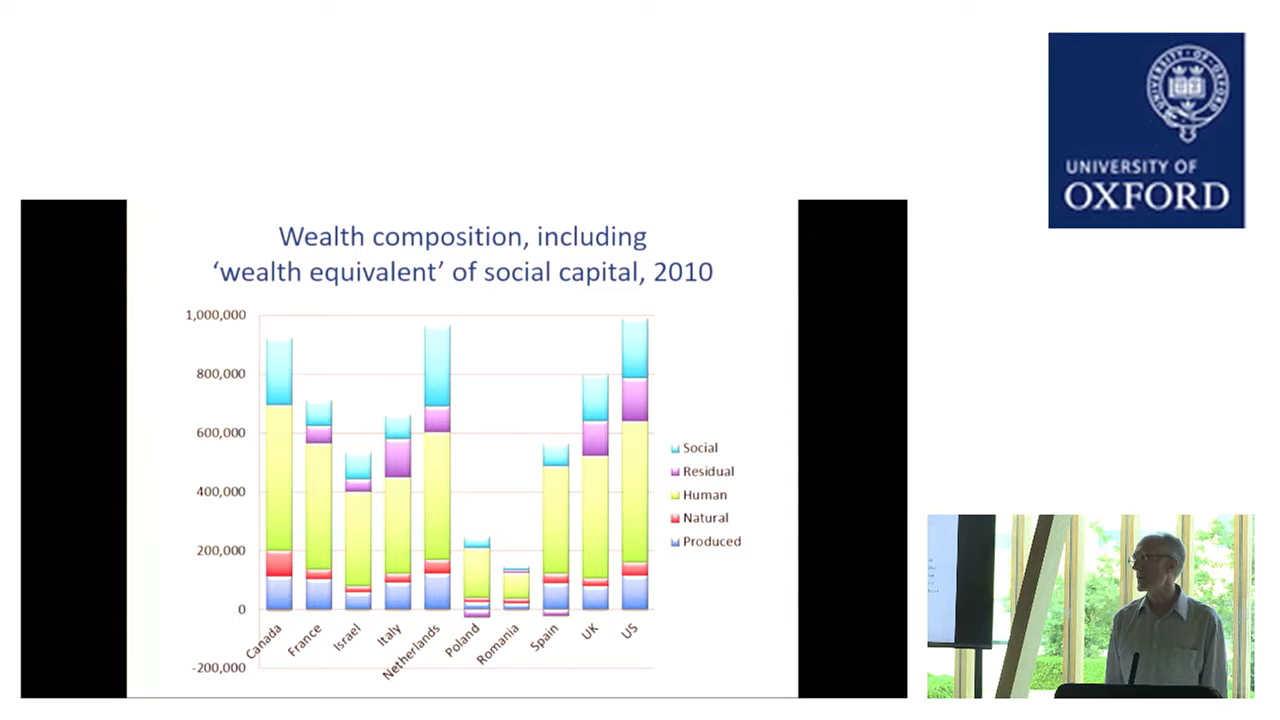 UNIVERSITY OF
OXFORD
Wealth composition, including
‘wealth equivalent’ of social capital, 2010
1,000,000
800,000
600,000
400,000
200,000
0
-200,000
Canada
France
Israel
Italy
Netherlands
Poland
Romania
Spain
UK
US
Social
Residual
Human
Natural
Produced